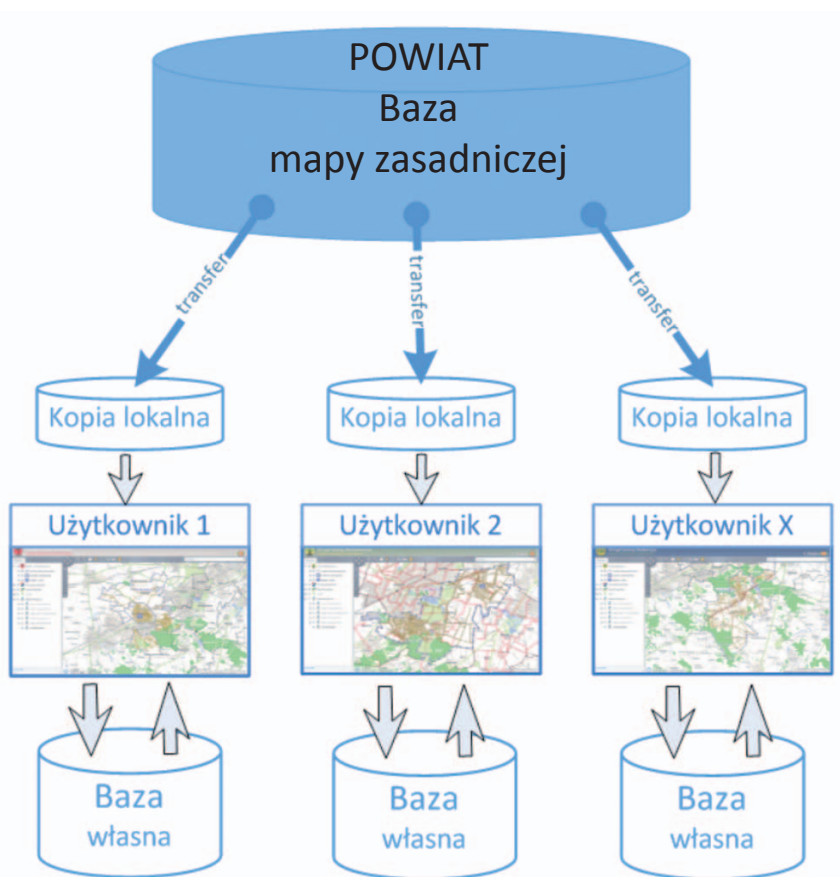 POWIAT
Baza
mapy zasadniczej
transfer
transfer
transfer
Kopia lokalna
Kopia lokalna
Kopia lokalna
Użytkownik 1
Użytkownik 2
Użytkownik X
Baza
własna
Baza
własna
Baza
własna